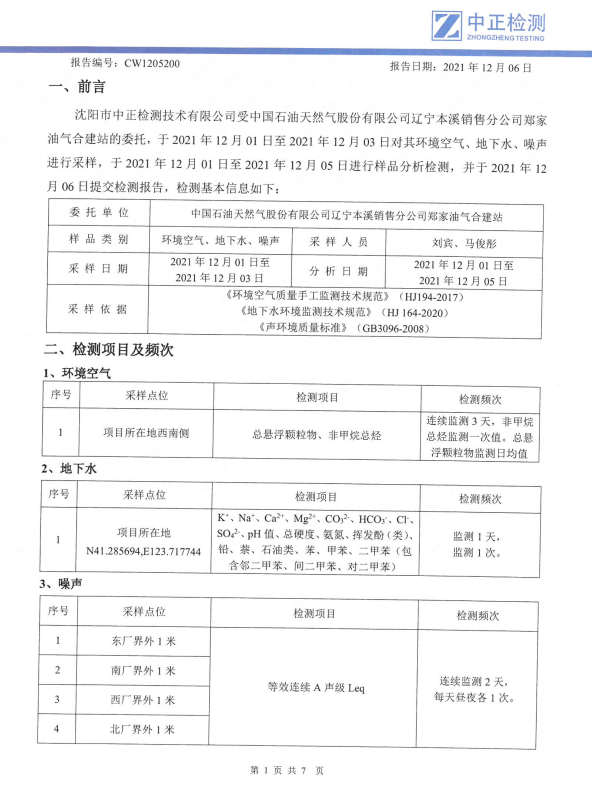 中正检测
ZHONGZHENG TESTING
报告编号：CW1205200
报告日期：2021 年 12 月 06 日
一、前言
沈阳市中正检测技术有限公司受中国石油天然气股份有限公司辽宁本溪销售分公司郑家
油气合建站的委托，于 2021 年 12 月 01 日至 2021 年 12 月 03 日对其环境空气、地下水、噪声
进行采样，于 2021 年 12 月 01 日至 2021 年 12 月 05 日进行样品分析检测，并于 2021 年 12
月 06 日提交检测报告，检测基本信息如下：
委托单位 中国石油天然气股份有限公司辽宁本溪销售分公司郑家油气合建站
样品类别 环境空气、地下水、噪声 采样人员 刘宾、马俊彤
采样日期 2021 年 12 月 01 日至 2021 年 12 月 03 日 分析日期 2021 年 12 月 01 日至 2021 年 12 月 05 日
采样依据 《环境空气质量手工监测技术规范》（HJ194-2017）
《地下水环境监测技术规范》（HJ 164-2020）
《声环境质量标准》（GB3096-2008）
二、检测项目及频次
1、环境空气
序号 采样点位 检测项目 检测频次
1 项目所在地西南侧 总悬浮颗粒物、非甲烷总烃 连续监测 3 天，非甲烷
总烃监测一次值。总悬
浮颗粒物监测日均值
2、地下水
序号 采样点位 检测项目 检测频次
1 项目所在地
N41.285694,E123.717744
K⁺、Na⁺、Ca²⁺、Mg²⁺、CO₃²⁻、HCO₃⁻、Cl⁻、
SO₄²⁻、pH 值、总硬度、氨氮、挥发酚（类）、
铅、萘、石油类、苯、甲苯、二甲苯（包
含邻二甲苯、间二甲苯、对二甲苯）
监测 1 天，
监测 1 次。
3、噪声
序号 采样点位 检测项目 检测频次
1 东厂界外 1 米
2 南厂界外 1 米
3 西厂界外 1 米
4 北厂界外 1 米
等效连续 A 声级 Leq
连续监测 2 天，
每天昼夜各 1 次。
第 1 页 共 7 页